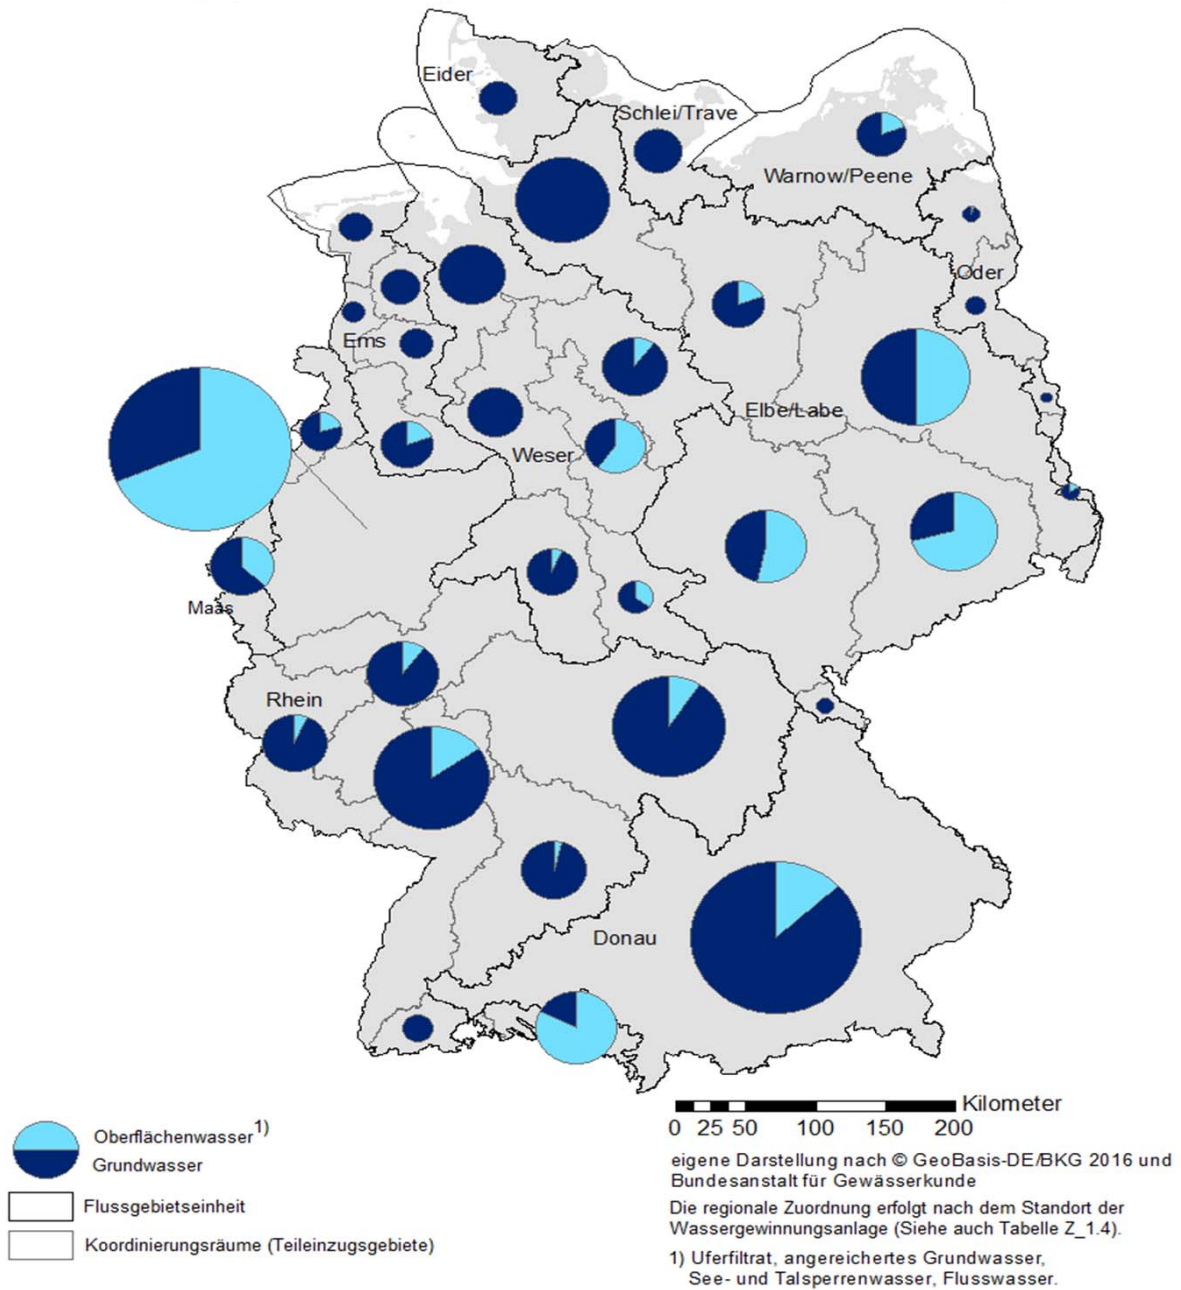 Eider
Schlei/Trave
Warnow/Peene
Oder
Ems
Elbe/Labe
Weser
Maas
Rhein
Donau
Oberflächenwasser1)
Grundwasser
Flussgebietseinheit
Koordinierungsräume (Teileinzugsgebiete)
Kilometer
0 25 50 100 150 200
eigene Darstellung nach © GeoBasis-DE/BKG 2016 und
Bundesanstalt für Gewässerkunde
Die regionale Zuordnung erfolgt nach dem Standort der
Wassergewinnungsanlage (Siehe auch Tabelle Z_1.4).
1) Uferfiltrat, angereichertes Grundwasser,
See- und Talsperrenwasser, Flusswasser.